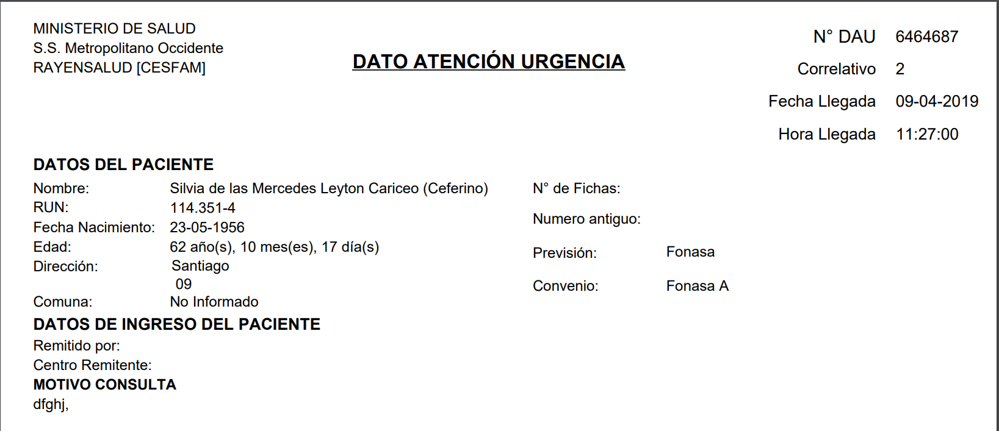 MINISTERIO DE SALUD
S.S. Metropolitano Occidente
RAYENSALUD [CESFAM]
DATO ATENCIÓN URGENCIA
N° DAU 6464687
Correlativo 2
Fecha Llegada 09-04-2019
Hora Llegada 11:27:00
DATOS DEL PACIENTE
Nombre: Silvia de las Mercedes Leyton Cariceo (Ceferino) N° de Fichas:
RUN: 114.351-4
Numero antiguo:
Fecha Nacimiento: 23-05-1956
Edad: 62 año(s), 10 mes(es), 17 día(s)
Previsión: Fonasa
Dirección: Santiago
09
Convenio: Fonasa A
Comuna: No Informado
DATOS DE INGRESO DEL PACIENTE
Remitido por:
Centro Remitente:
MOTIVO CONSULTA
dfghj,